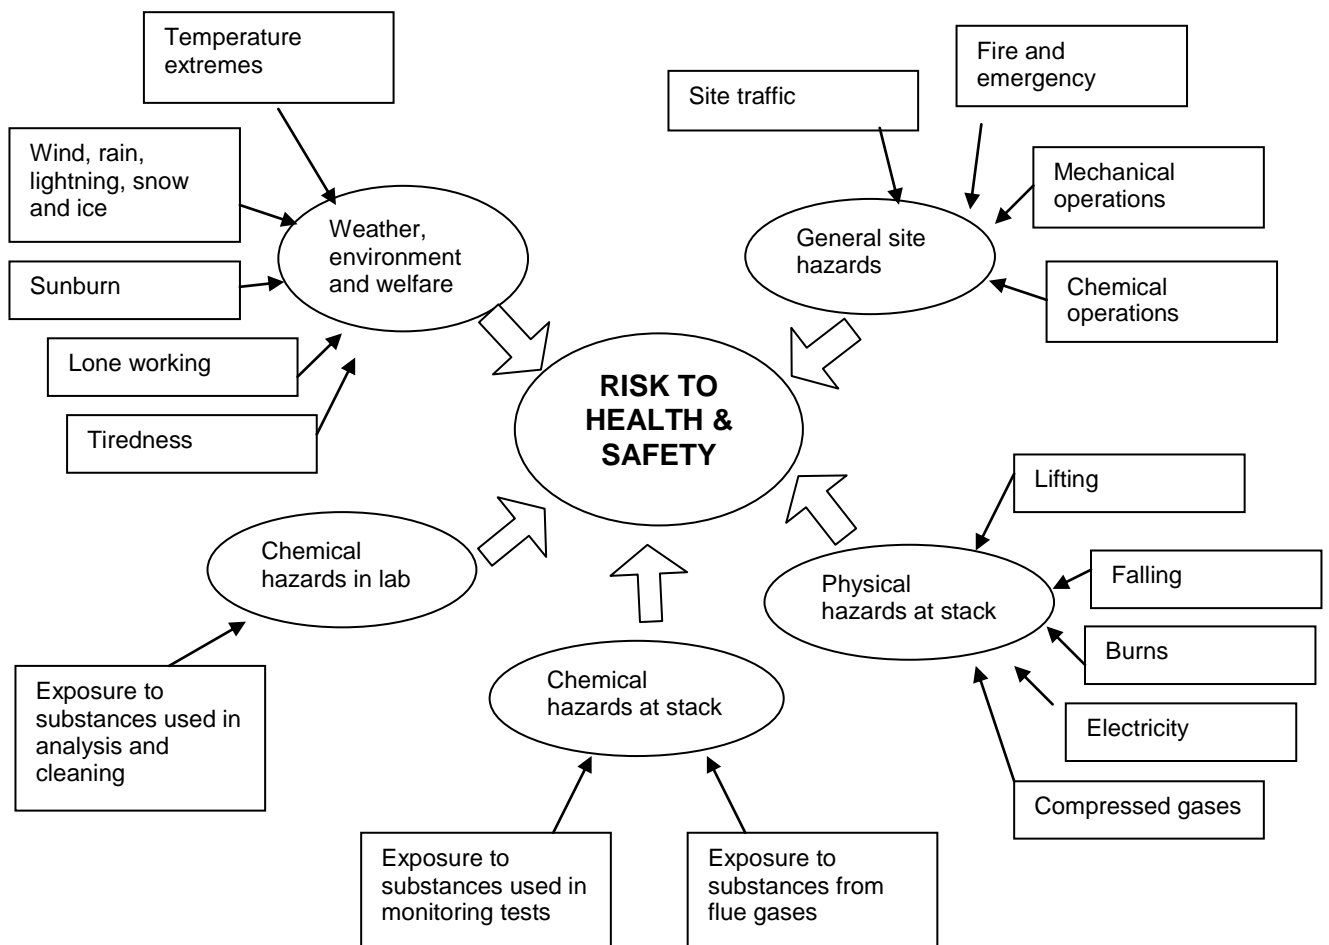 Temperature
extremes
Fire and
emergency
Site traffic
Wind, rain,
lightning, snow
and ice
Mechanical
operations
Weather,
environment
and welfare
General site
hazards
Sunburn
Chemical
operations
Lone working
RISK TO
HEALTH &
SAFETY
Tiredness
Lifting
Chemical
hazards in lab
Physical
hazards at stack
Falling
Burns
Exposure to
substances used in
analysis and
cleaning
Chemical
hazards at stack
Electricity
Compressed gases
Exposure to
substances used in
monitoring tests
Exposure to
substances from
flue gases